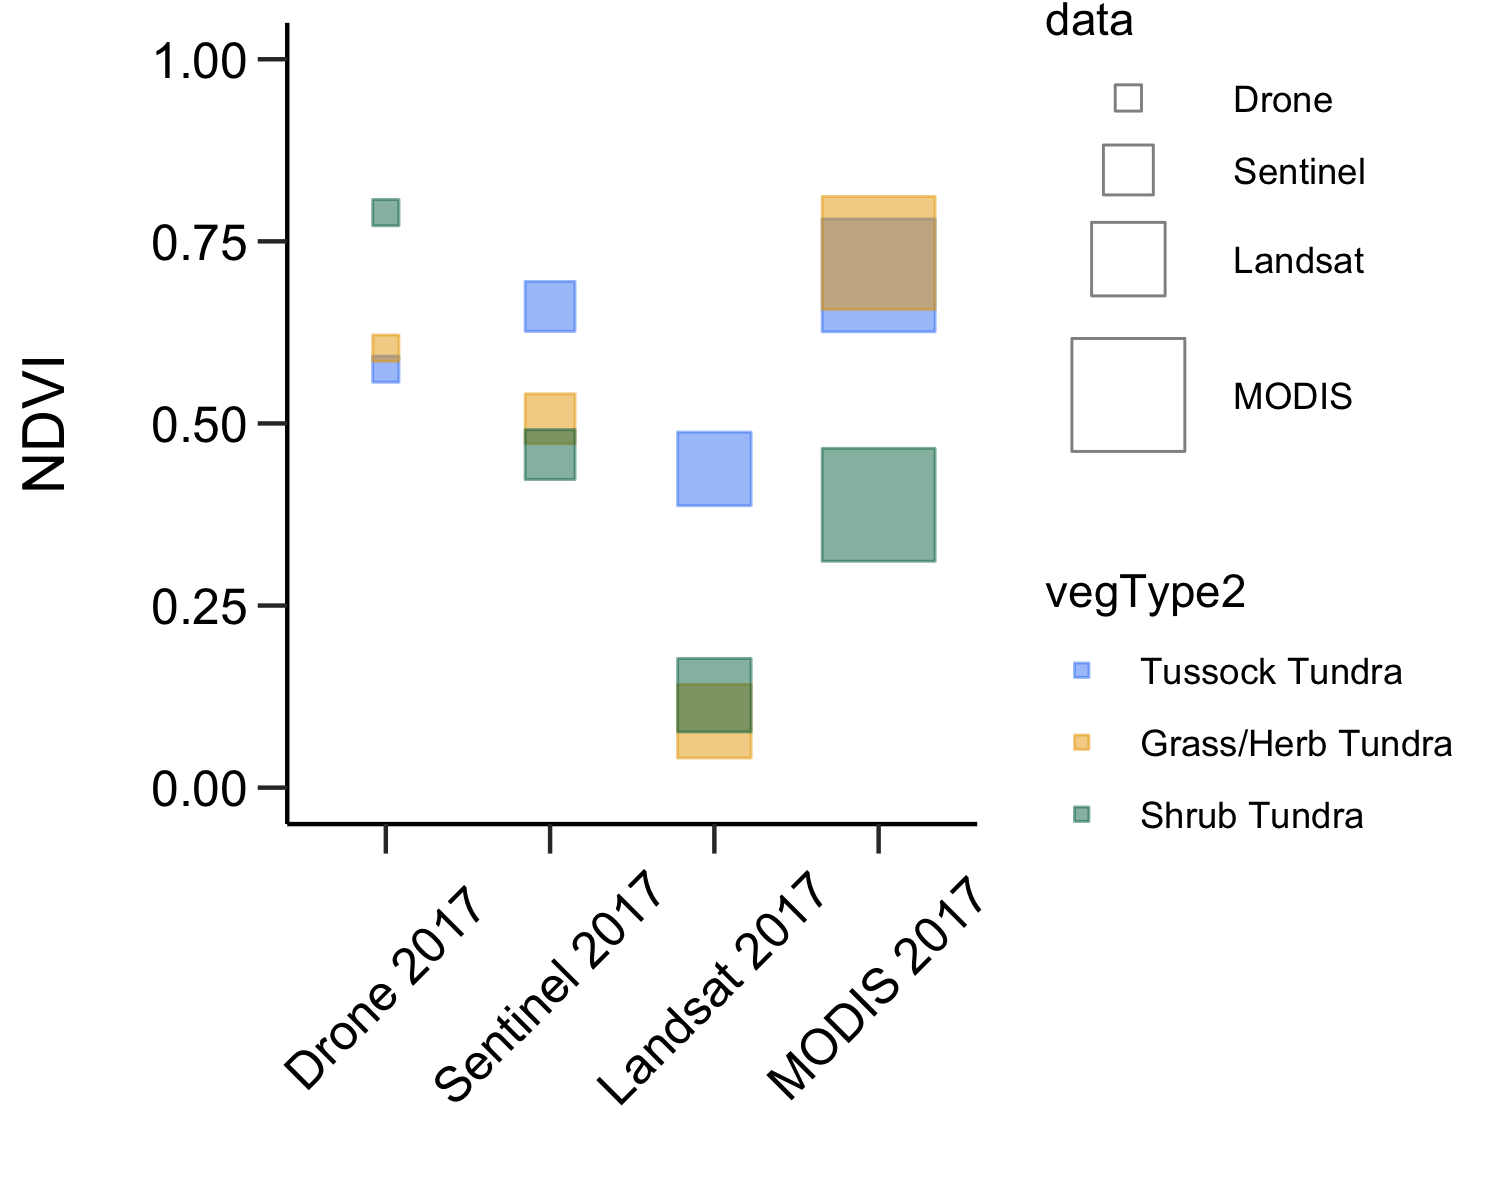 NDVI
1.00
0.75
0.50
0.25
0.00
Drone 2017
Sentinel 2017
Landsat 2017
MODIS 2017
data
Drone
Sentinel
Landsat
MODIS
vegType2
Tussock Tundra
Grass/Herb Tundra
Shrub Tundra